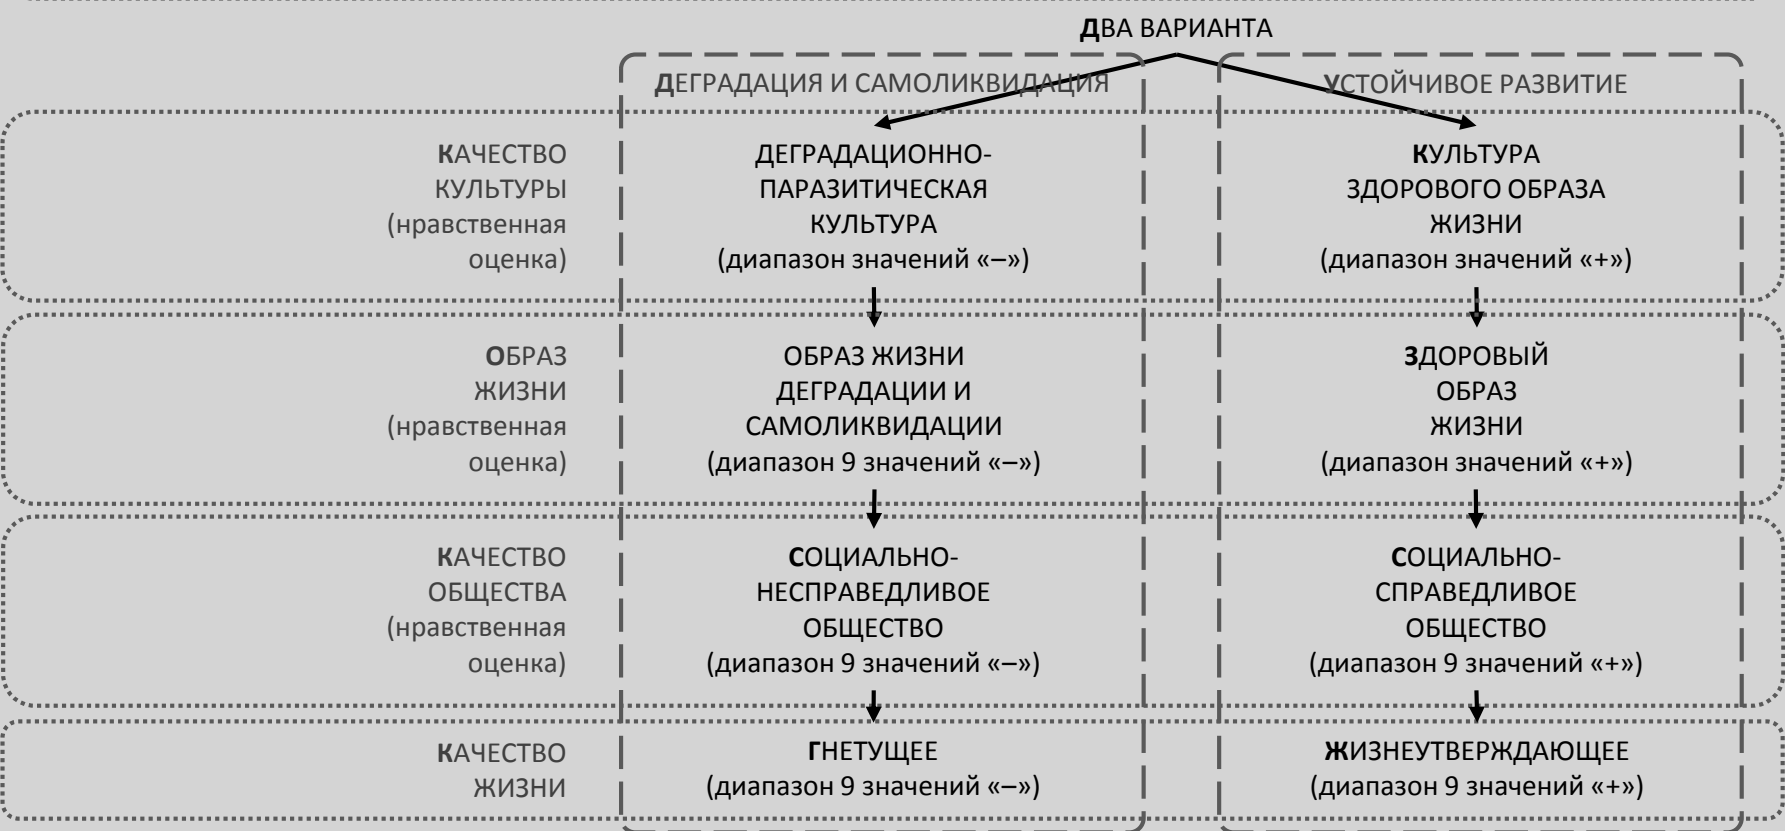 ДВА ВАРИАНТА
ДЕГРАДАЦИЯ И САМОЛИКВИДАЦИЯ
УСТОЙЧИВОЕ РАЗВИТИЕ
КАЧЕСТВО
КУЛЬТУРЫ
(нравственная
оценка)
ДЕГРАДАЦИОННО-
ПАРАЗИТИЧЕСКАЯ
КУЛЬТУРА
(диапазон значений «–»)
КУЛЬТУРА
ЗДОРОВОГО ОБРАЗА
ЖИЗНИ
(диапазон значений «+»)
ОБРАЗ
ЖИЗНИ
(нравственная
оценка)
ОБРАЗ ЖИЗНИ
ДЕГРАДАЦИИ И
САМОЛИКВИДАЦИИ
(диапазон 9 значений «–»)
ЗДОРОВЫЙ
ОБРАЗ
ЖИЗНИ
(диапазон значений «+»)
КАЧЕСТВО
ОБЩЕСТВА
(нравственная
оценка)
СОЦИАЛЬНО-
НЕСПРАВЕДЛИВОЕ
ОБЩЕСТВО
(диапазон 9 значений «–»)
СОЦИАЛЬНО-
СПРАВЕДЛИВОЕ
ОБЩЕСТВО
(диапазон 9 значений «+»)
КАЧЕСТВО
ЖИЗНИ
ГНЕТУЩЕЕ
(диапазон 9 значений «–»)
ЖИЗНЕУТВЕРЖДАЮЩЕЕ
(диапазон 9 значений «+»)